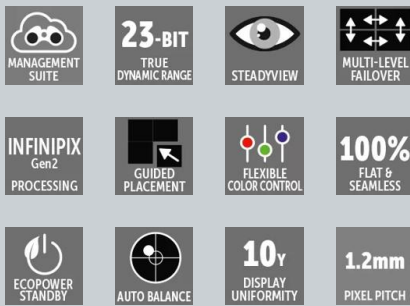 MANAGEMENT
SUITE
23-BIT
TRUE
DYNAMIC RANGE
STEADYVIEW
MULTI-LEVEL
FAILOVER
INFINIPIX
Gen2
PROCESSING
GUIDED
PLACEMENT
FLEXIBLE
COLOR CONTROL
100%
FLAT &
SEAMLESS
ECOPOWER
STANDBY
AUTO BALANCE
10Y
DISPLAY
UNIFORMITY
1.2mm
PIXEL PITCH